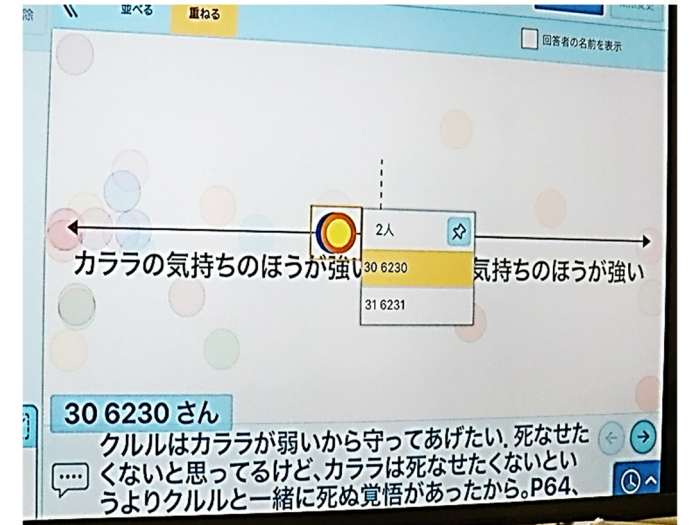 除
並べる
重ねる
回答者の名前を表示
2人
30 6230
31 6231
カララの気持ちのほうが強い
気持ちのほうが強い
30 6230 さん
クルルはカララが弱いから守ってあげたい. 死なせた
くないと思ってるけど、カララは死なせたくないとい
うよりクルルと一緒に死ぬ覚悟があったから。P64、